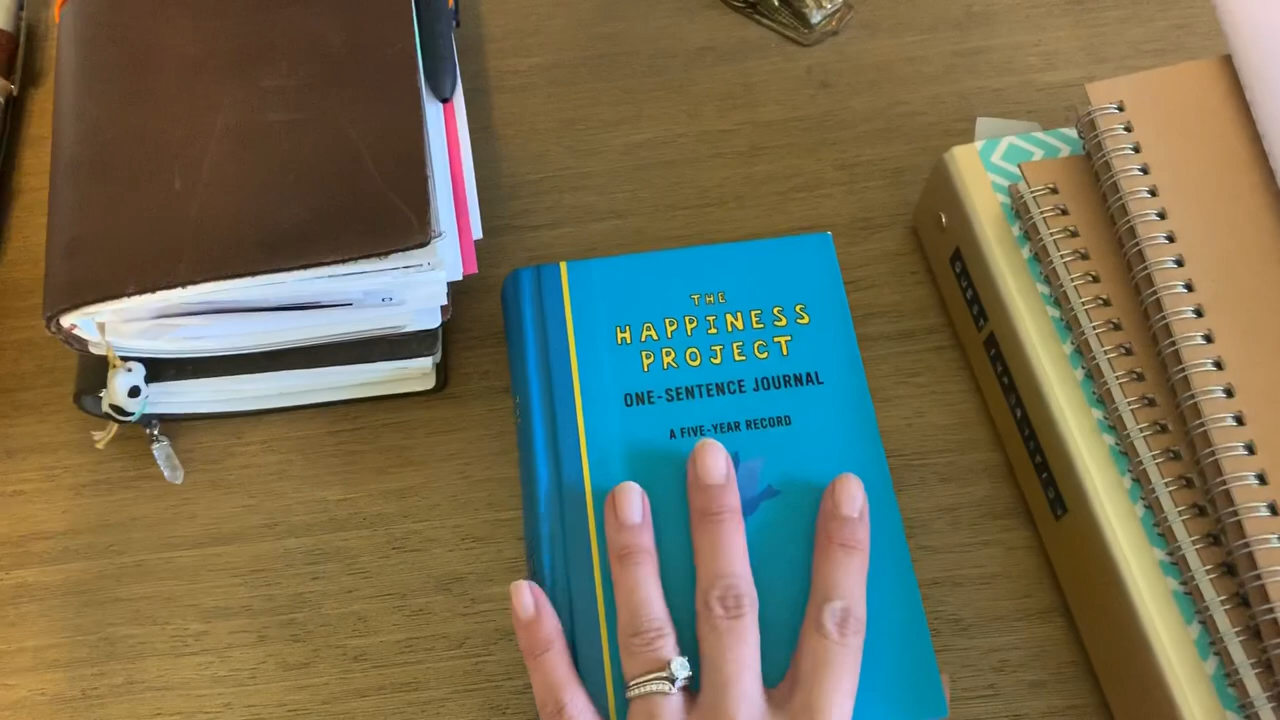 THE
HAPPINESS
PROJECT
ONE-SENTENCE JOURNAL
A FIVE-YEAR RECORD